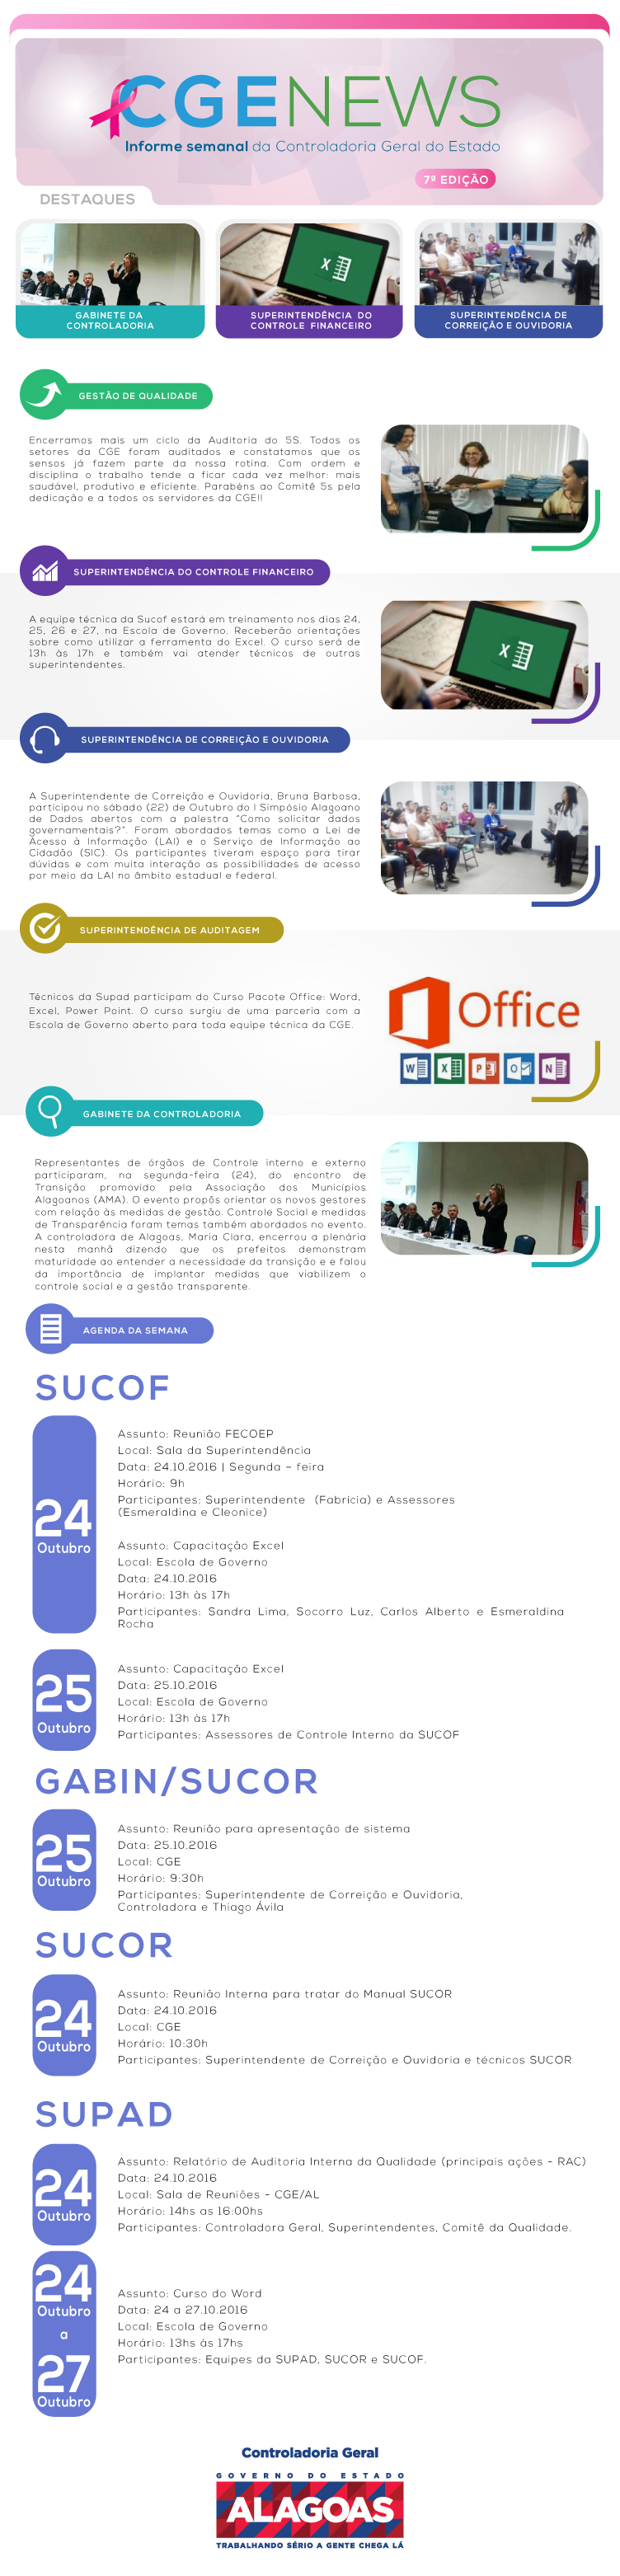 CGENEWS
Informe semanal da Controladoria Geral do Estado
7ª EDIÇÃO
DESTAQUES
GABINETE DA
CONTROLADORIA
SUPERINTENDÊNCIA DO
CONTROLE FINANCEIRO
SUPERINTENDÊNCIA DE
CORREIÇÃO E OUVIDORIA
GESTÃO DE QUALIDADE
Encerramos mais um ciclo da Auditoria do 5S. Todos os
setores da CGE foram auditados e constatamos que os
sensos já fazem parte da nossa rotina. Com ordem e
disciplina o trabalho tende a ficar cada vez melhor: mais
saudável, produtivo e eficiente. Parabéns ao Comitê 5s pela
dedicação e a todos os servidores da CGE!!
SUPERINTENDÊNCIA DO CONTROLE FINANCEIRO
A equipe técnica da Sucof estará em treinamento nos dias 24,
25, 26 e 27, na Escola de Governo. Receberão orientações
sobre como utilizar a ferramenta do Excel. O curso será de
13h às 17h e também vai atender técnicos de outras
superintendentes.
SUPERINTENDÊNCIA DE CORREIÇÃO E OUVIDORIA
A Superintendente de Correição e Ouvidoria, Bruna Barbosa,
participou no sábado (22) de Outubro do I Simpósio Alagoano
de Dados abertos com a palestra “Como solicitar dados
governamentais?”. Foram abordados temas como a Lei de
Acesso à Informação (LAI) e o Serviço de Informação ao
Cidadão (SIC). Os participantes tiveram espaço para tirar
dúvidas e com muita interação as possibilidades de acesso
por meio da LAI no âmbito estadual e federal.
SUPERINTENDÊNCIA DE AUDITAGEM
Técnicos da Supad participam do Curso Pacote Office: Word,
Excel, Power Point. O curso surgiu de uma parceria com a
Escola de Governo aberto para toda equipe técnica da CGE.
Office
GABINETE DA CONTROLADORIA
Representantes de órgãos de Controle interno e externo
participaram, na segunda-feira (24), do encontro de
Transição promovido pela Associação dos Municípios
Alagoanos (AMA). O evento propôs orientar os novos gestores
com relação às medidas de gestão. Controle Social e medidas
de Transparência foram temas também abordados no evento.
A controladora de Alagoas, Maria Clara, encerrou a plenária
nesta manhã dizendo que os prefeitos demonstram
maturidade ao entender a necessidade da transição e e falou
da importância de implantar medidas que viabilizem o
controle social e a gestão transparente.
AGENDA DA SEMANA
SUCOF
24
Outubro
Assunto: Reunião FECOEP
Local: Sala da Superintendência
Data: 24.10.2016 | Segunda – feira
Horário: 9h
Participantes: Superintendente (Fabricia) e Assessores
(Esmeraldina e Cleonice)
Assunto: Capacitação Excel
Local: Escola de Governo
Data: 24.10.2016
Horário: 13h às 17h
Participantes: Sandra Lima, Socorro Luz, Carlos Alberto e Esmeraldina
Rocha
25
Outubro
Assunto: Capacitação Excel
Data: 25.10.2016
Local: Escola de Governo
Horário: 13h às 17h
Participantes: Assessores de Controle Interno da SUCOF
GABIN/SUCOR
25
Outubro
Assunto: Reunião para apresentação de sistema
Data: 25.10.2016
Local: CGE
Horário: 9:30h
Participantes: Superintendente de Correição e Ouvidoria,
Controladora e Thiago Ávila
SUCOR
24
Outubro
Assunto: Reunião Interna para tratar do Manual SUCOR
Data: 24.10.2016
Local: CGE
Horário: 10:30h
Participantes: Superintendente de Correição e Ouvidoria e técnicos SUCOR
SUPAD
24
Outubro
Assunto: Relatório de Auditoria Interna da Qualidade (principais ações - RAC)
Data: 24.10.2016
Local: Sala de Reuniões - CGE/AL
Horário: 14hs as 16:00hs
Participantes: Controladora Geral, Superintendentes, Comitê da Qualidade.
24
Outubro
a
27
Outubro
Assunto: Curso do Word
Data: 24 a 27.10.2016
Local: Escola de Governo
Horário: 13hs às 17hs
Participantes: Equipes da SUPAD, SUCOR e SUCOF.
Controladoria Geral
GOVERNO DO ESTADO
ALAGOAS
TRABALHANDO SÉRIO A GENTE CHEGA LÁ